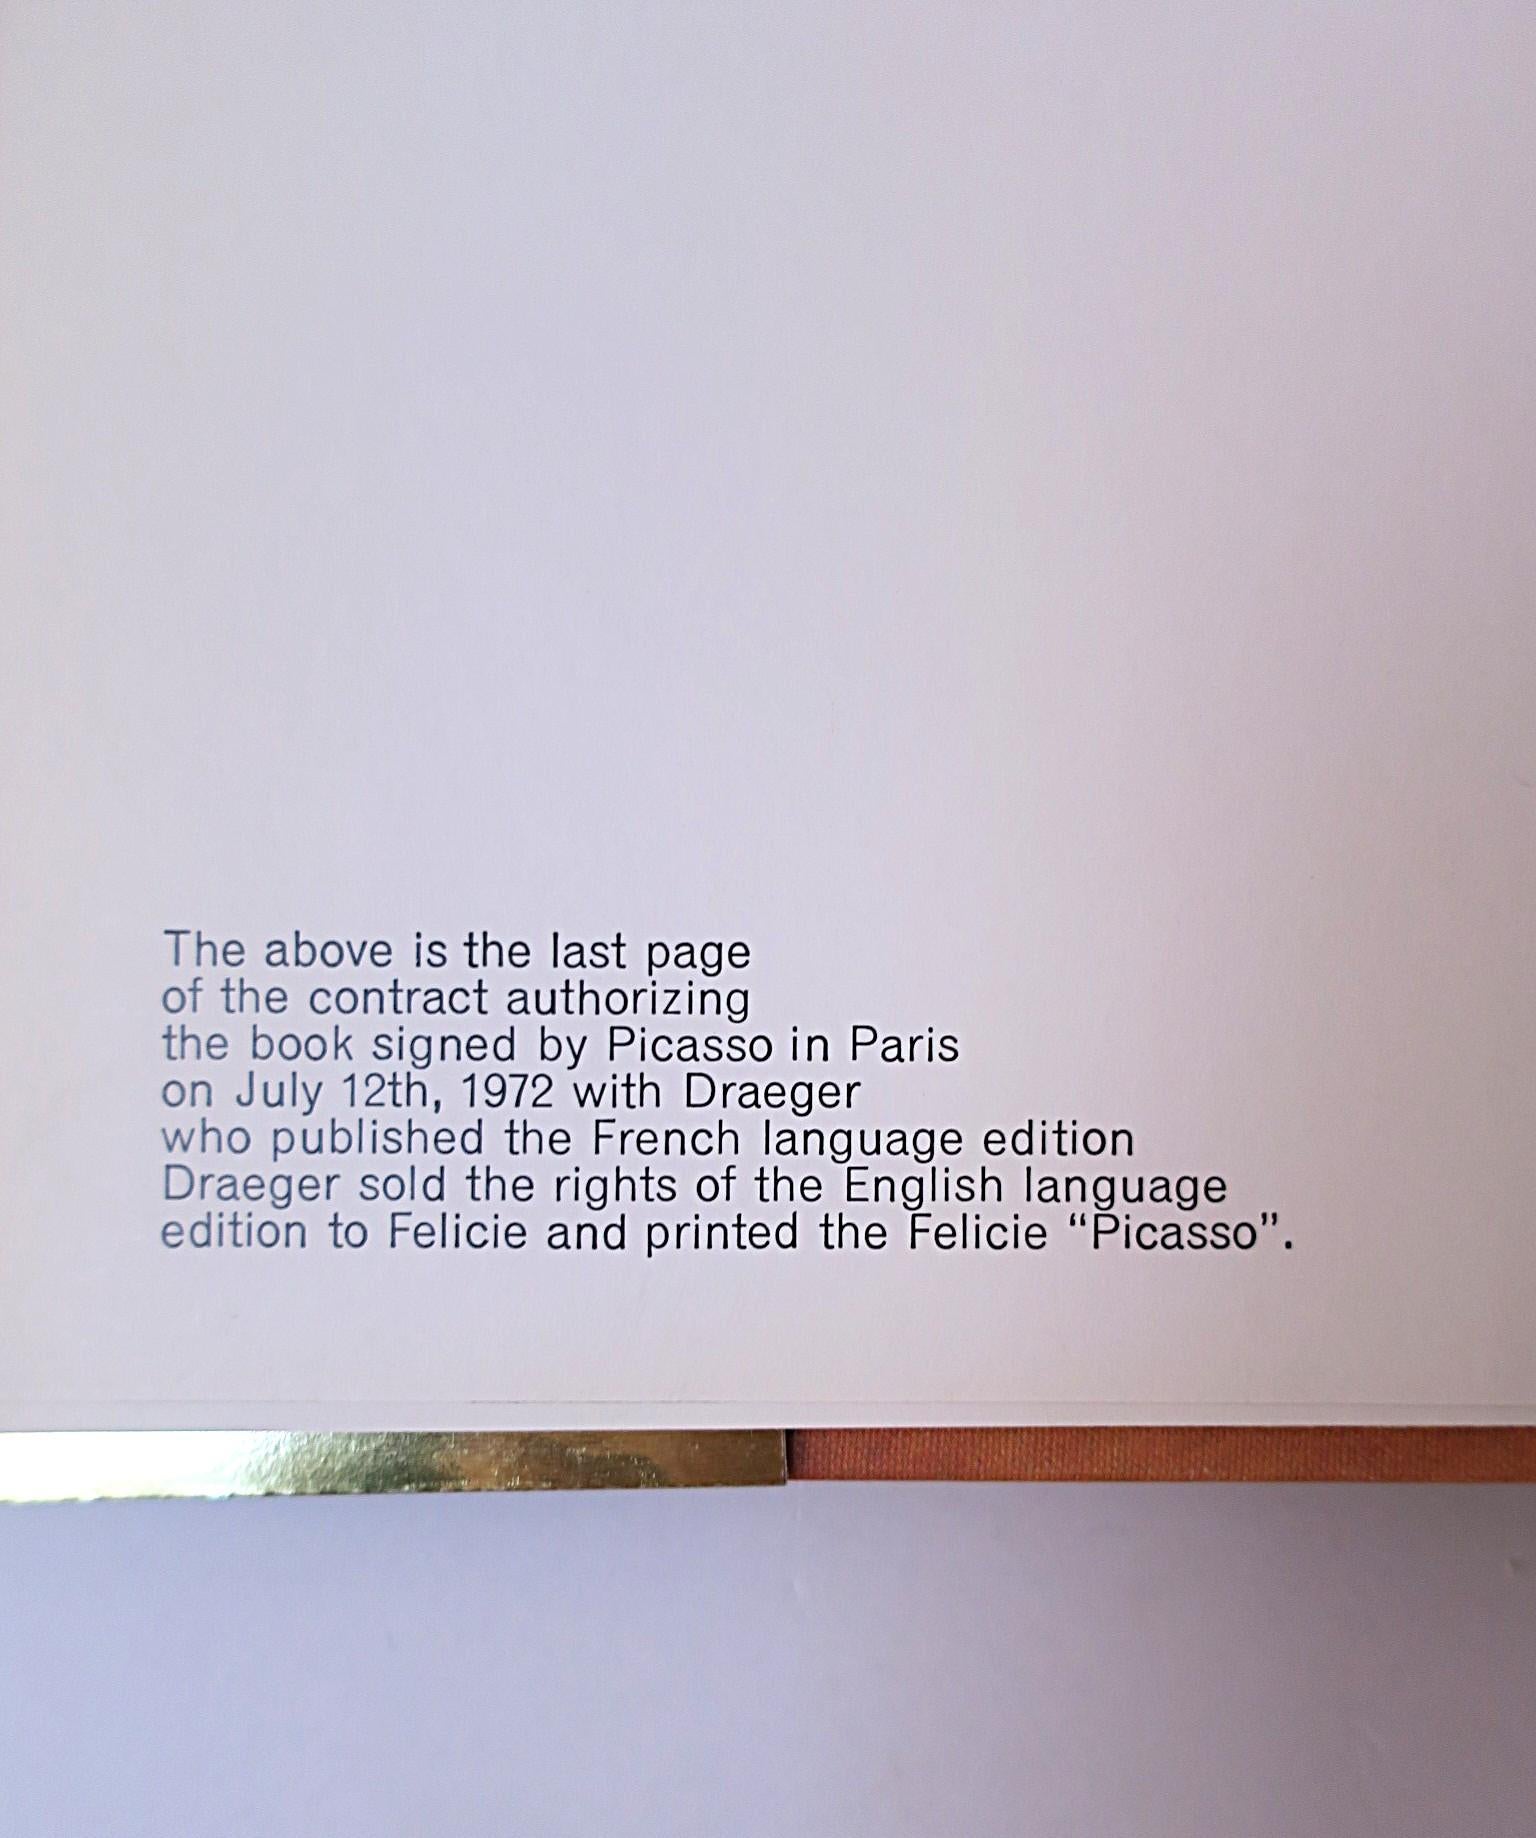 The above is the last page
of the contract authorizing
the book signed by Picasso in Paris
on July 12th, 1972 with Draeger
who published the French language edition
Draeger sold the rights of the English language
edition to Felicie and printed the Felicie “Picasso”.